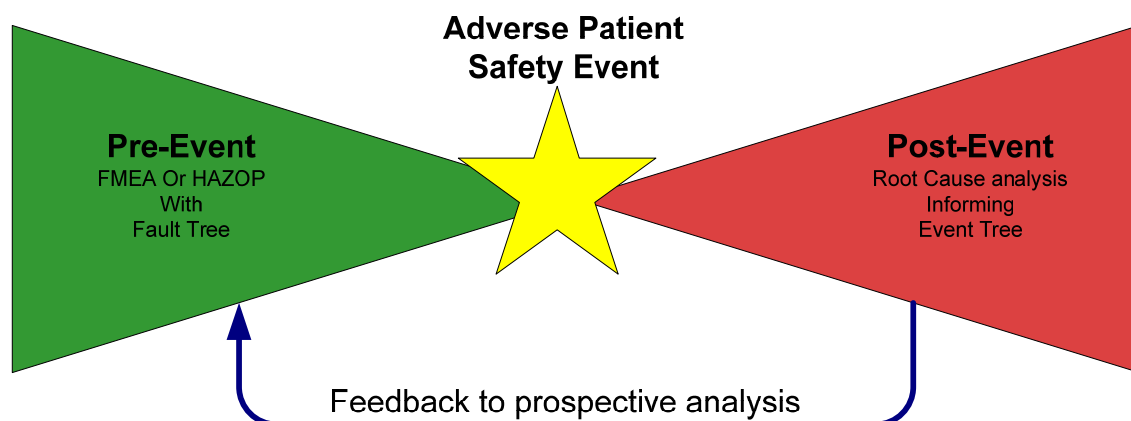 Adverse Patient
Safety Event
Pre-Event
FMEA Or HAZOP
With
Fault Tree
Post-Event
Root Cause analysis
Informing
Event Tree
Feedback to prospective analysis